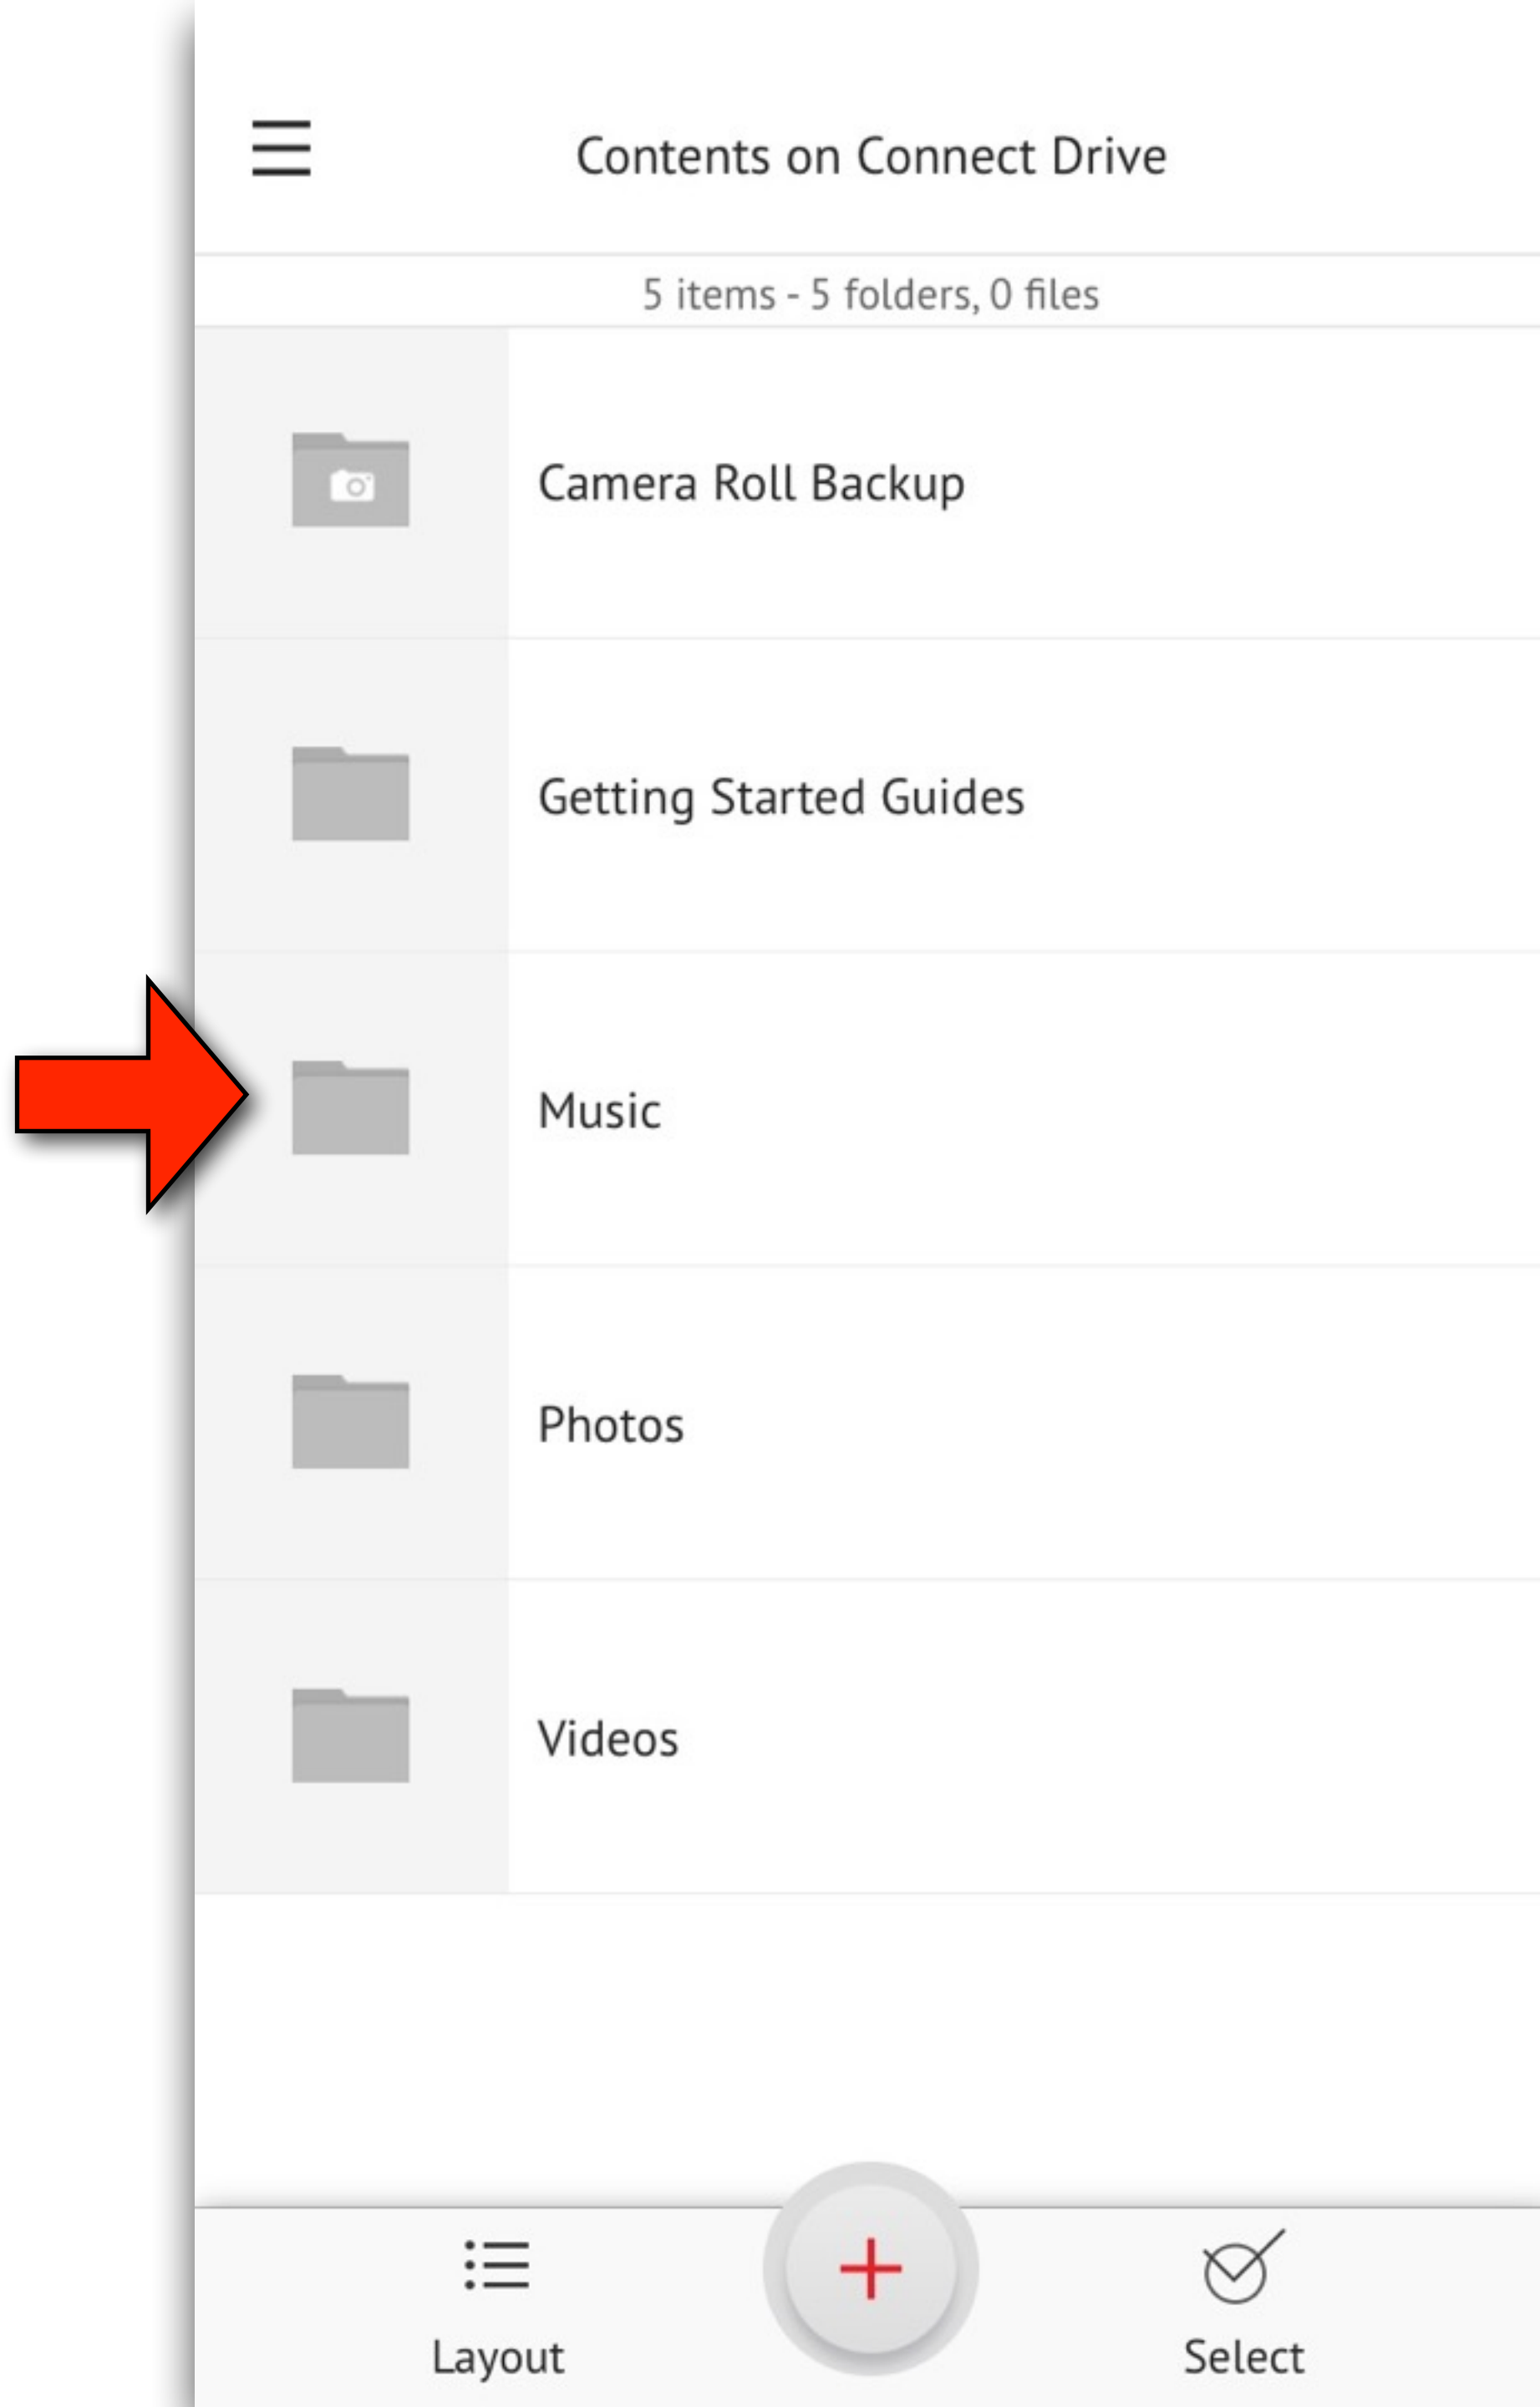 Contents on Connect Drive
5 items - 5 folders, 0 files
Camera Roll Backup
Getting Started Guides
Music
Photos
Videos
Layout
Select